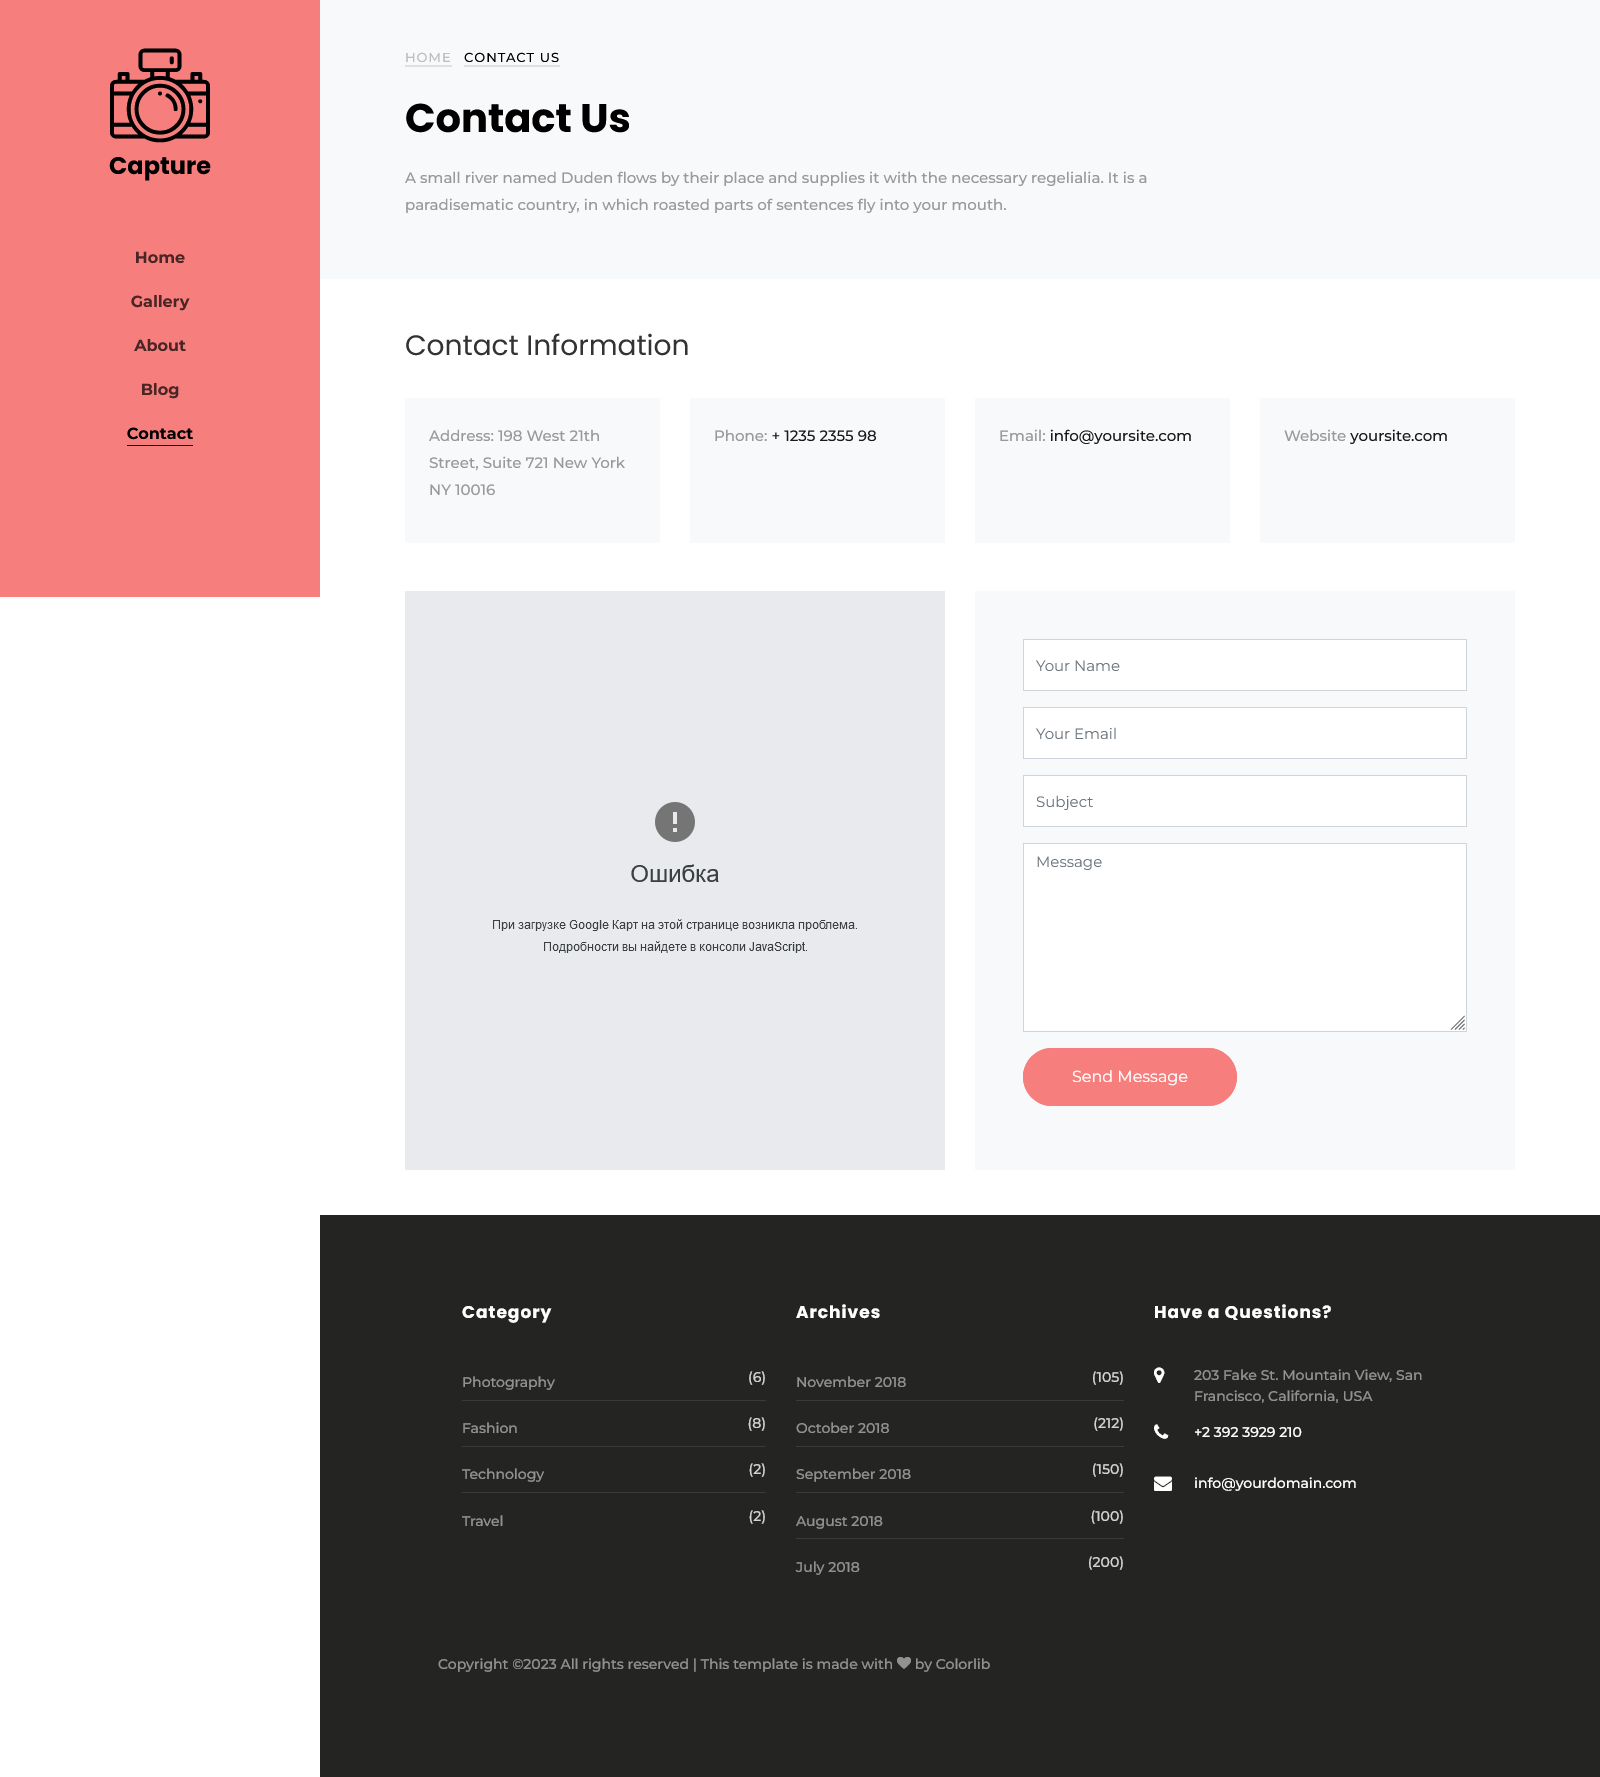 Capture
Home
Gallery
About
Blog
Contact
HOME CONTACT US
Contact Us
A small river named Duden flows by their place and supplies it with the necessary regelialia. It is a
paradisematic country, in which roasted parts of sentences fly into your mouth.
Contact Information
Address: 198 West 21th
Street, Suite 721 New York
NY 10016
Phone: + 1235 2355 98
Email: info@yoursite.com
Website yoursite.com
Ошибка
При загрузке Google Карт на этой странице возникла проблема.
Подробности вы найдете в консоли JavaScript.
Your Name
Your Email
Subject
Message
Send Message
Category
Photography (6)
Fashion (8)
Technology (2)
Travel (2)
Archives
November 2018 (105)
October 2018 (212)
September 2018 (150)
August 2018 (100)
July 2018 (200)
Have a Questions?
203 Fake St. Mountain View, San
Francisco, California, USA
+2 392 3929 210
info@yourdomain.com
Copyright ©2023 All rights reserved | This template is made with ♥ by Colorlib